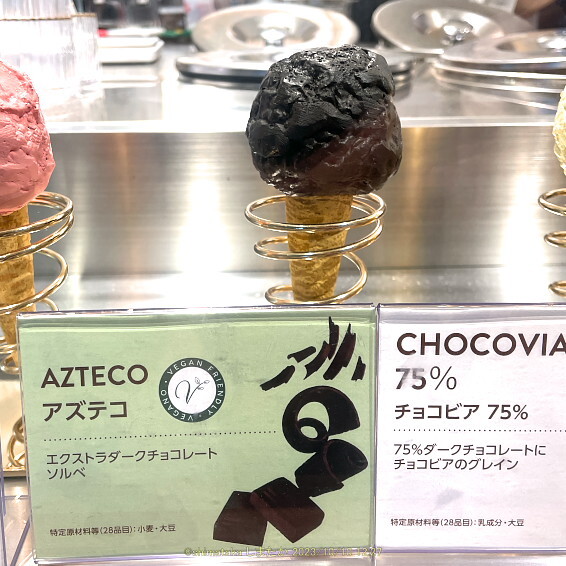 AZTECO
アズテコ
VEGAN FRIENDLY • VEGANO •
V
エクストラダークチョコレート
ソルベ
特定原材料等(28品目):小麦・大豆
CHOCOVIA
75%
チョコビア 75%
75%ダークチョコレートに
チョコビアのグレイン
特定原材料等(28品目):乳成分・大豆